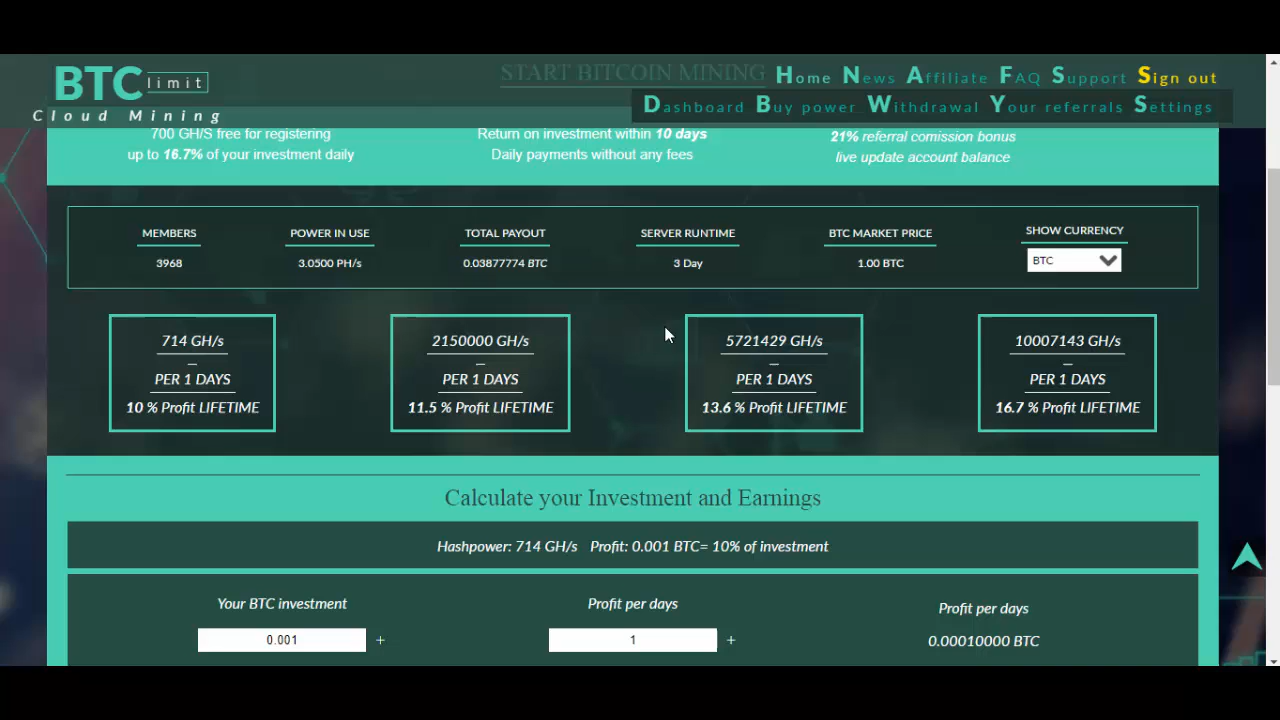 BTC limit
Cloud Mining
START BITCOIN MINING
Home News Affiliate FAQ Support Sign out
Dashboard Buy power Withdrawal Your referrals Settings
700 GH/S free for registering
up to 16.7% of your investment daily
Return on investment within 10 days
Daily payments without any fees
21% referral comission bonus
live update account balance
MEMBERS
3968
POWER IN USE
3.0500 PH/s
TOTAL PAYOUT
0.03877774 BTC
SERVER RUNTIME
3 Day
BTC MARKET PRICE
1.00 BTC
SHOW CURRENCY
BTC
714 GH/s
–
PER 1 DAYS
10 % Profit LIFETIME
2150000 GH/s
–
PER 1 DAYS
11.5 % Profit LIFETIME
5721429 GH/s
–
PER 1 DAYS
13.6 % Profit LIFETIME
10007143 GH/s
–
PER 1 DAYS
16.7 % Profit LIFETIME
Calculate your Investment and Earnings
Hashpower: 714 GH/s Profit: 0.001 BTC= 10% of investment
Your BTC investment
0.001 +
Profit per days
1 +
Profit per days
0.00010000 BTC